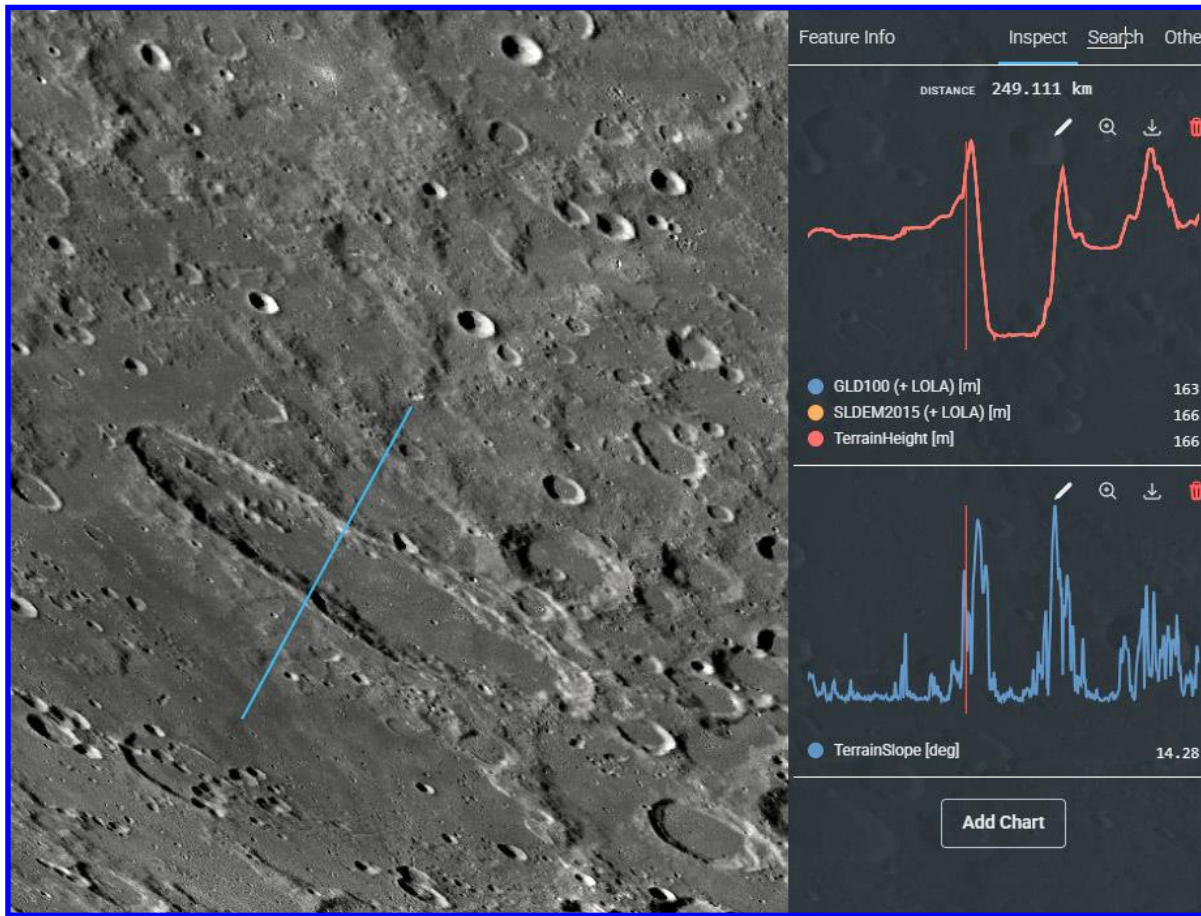 Feature Info Inspect Search Othe
DISTANCE 249.111 km
GLD100 (+ LOLA) [m] 163
SLDEM2015 (+ LOLA) [m] 166
TerrainHeight [m] 166
TerrainSlope [deg] 14.28
Add Chart